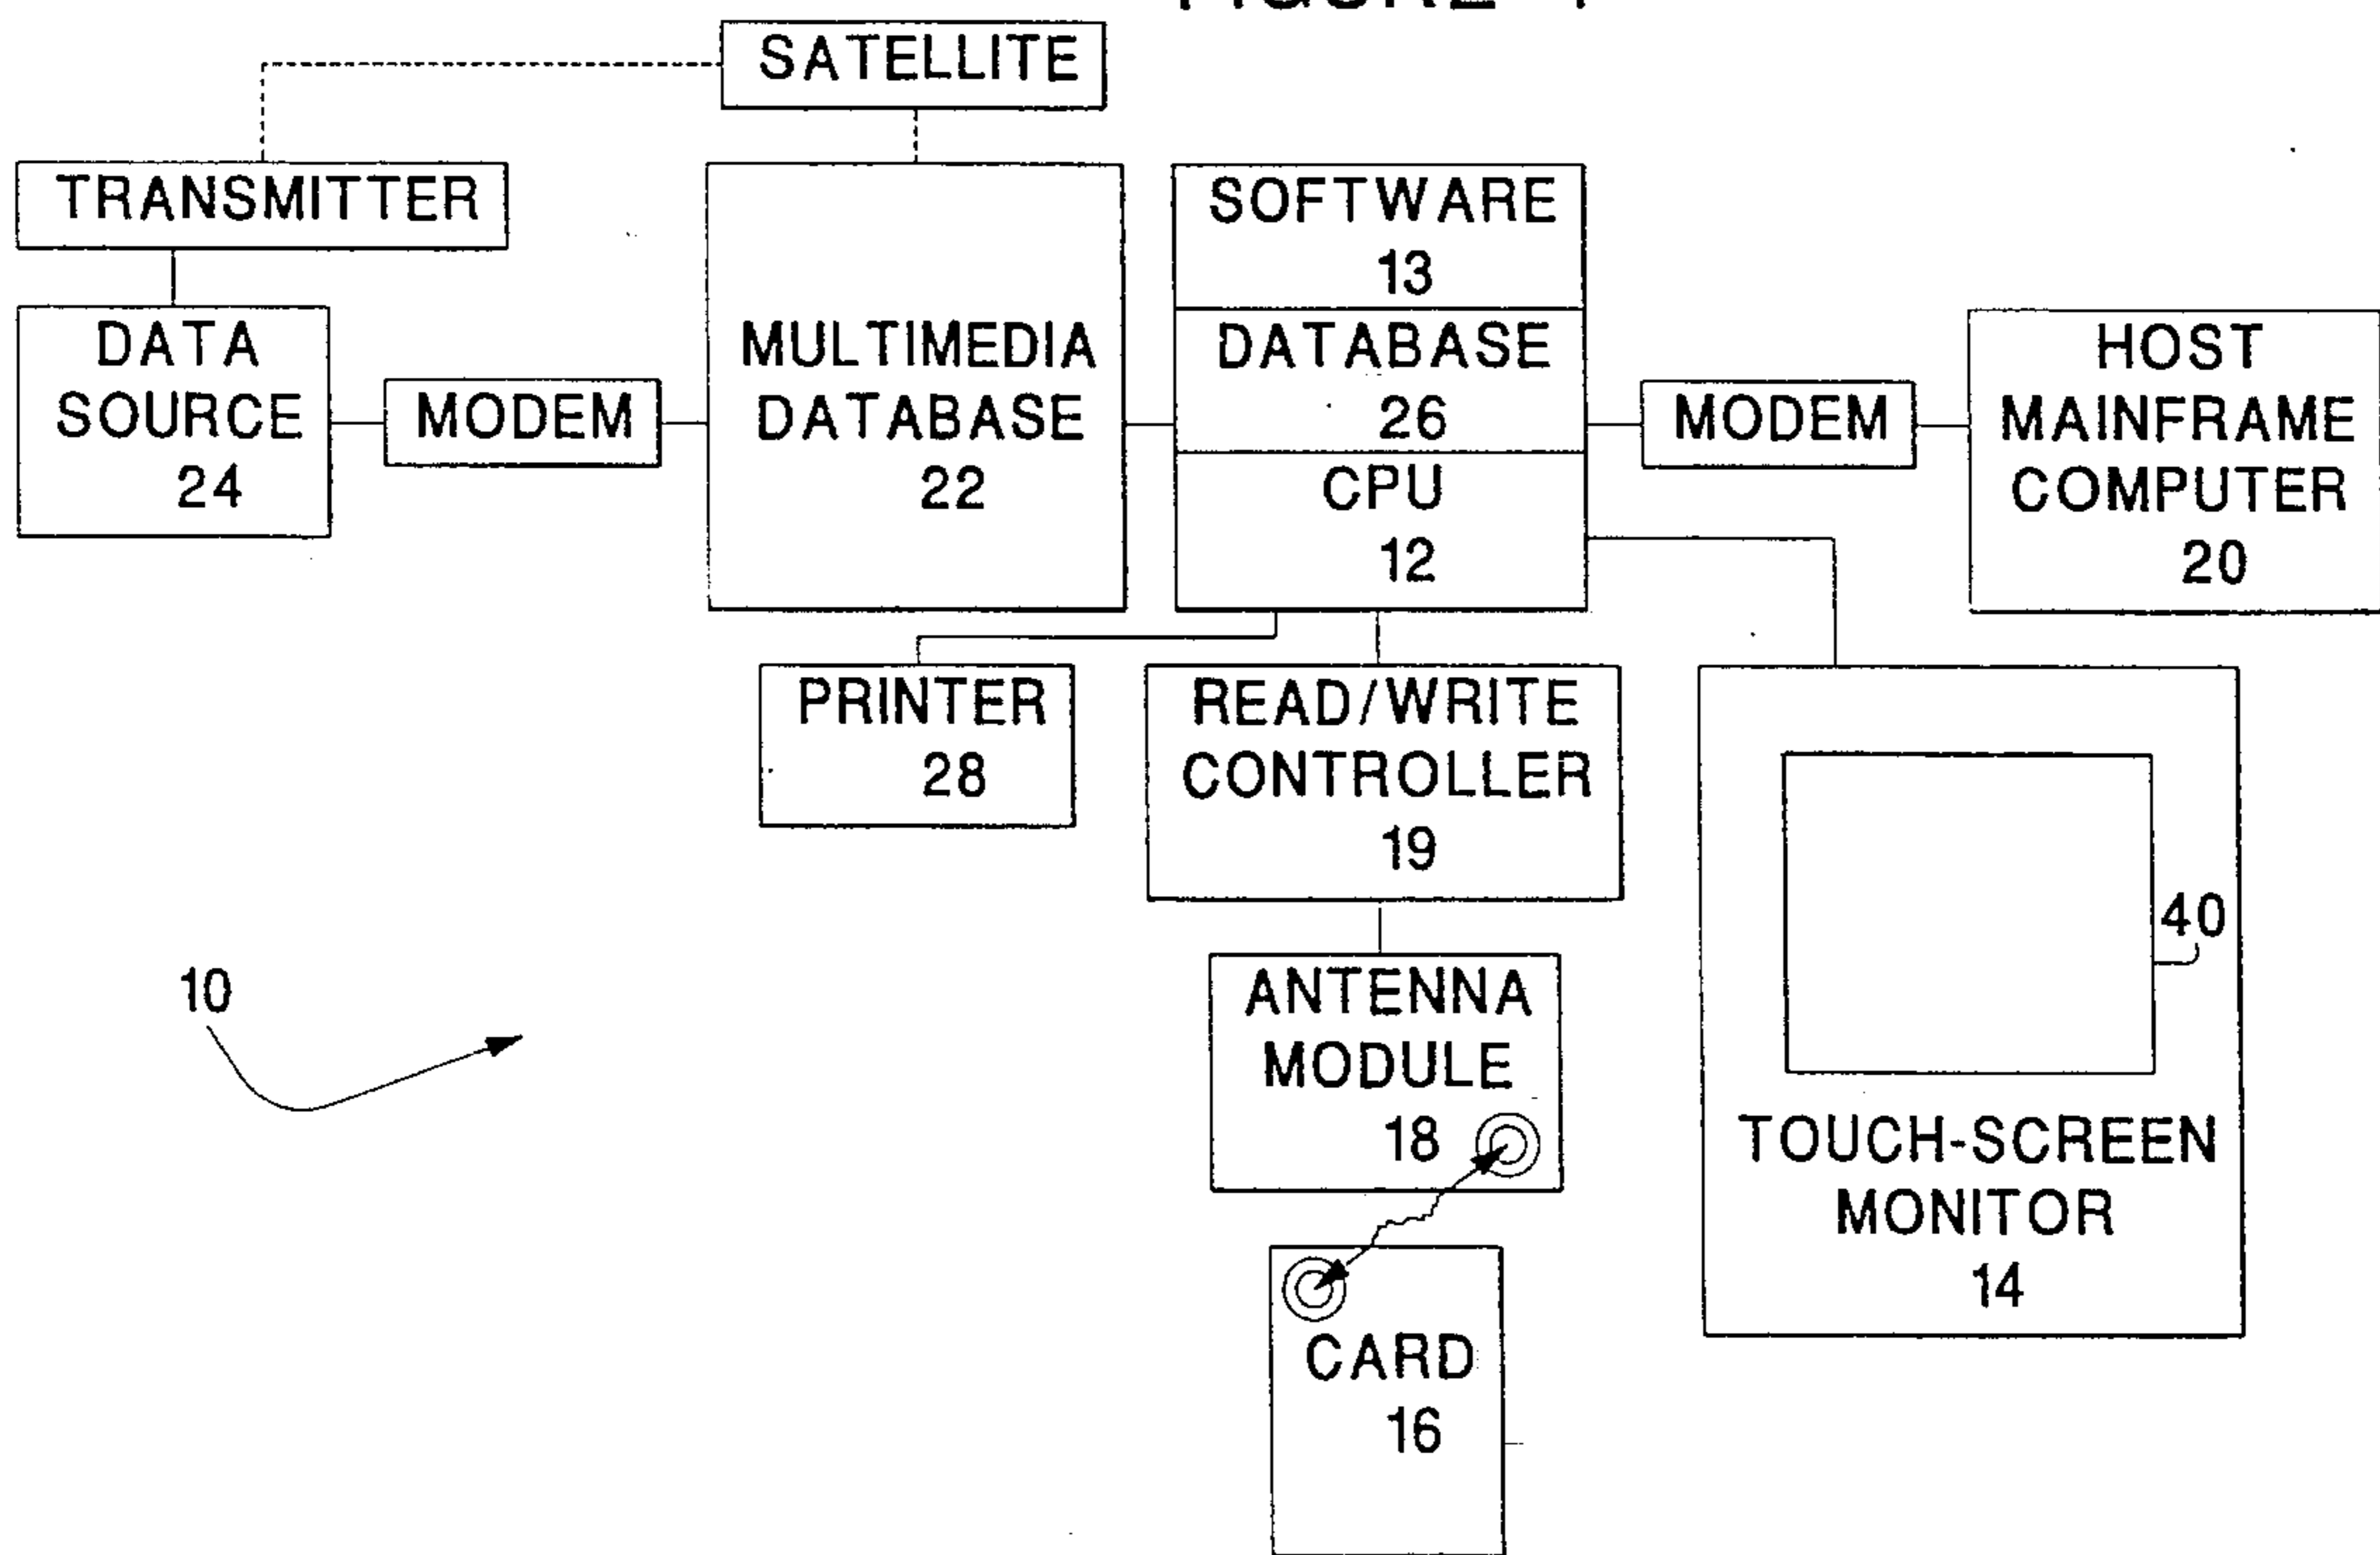 SATELLITE
TRANSMITTER
DATA
SOURCE
24
MODEM
MULTIMEDIA
DATABASE
22
SOFTWARE
13
DATABASE
26
CPU
12
MODEM
HOST
MAINFRAME
COMPUTER
20
PRINTER
28
READ/WRITE
CONTROLLER
19
ANTENNA
MODULE
18
CARD
16
40
TOUCH-SCREEN
MONITOR
14
10